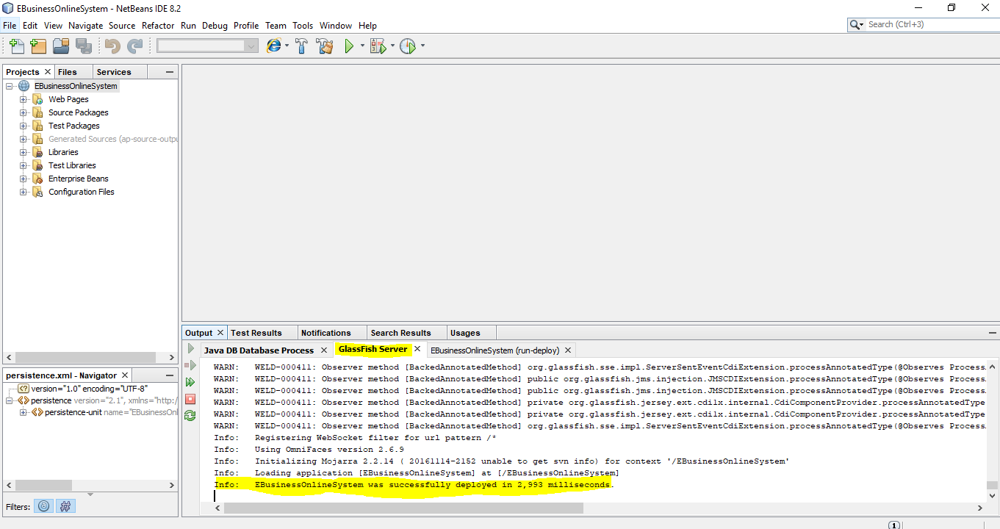 EBusinessOnlineSystem - NetBeans IDE 8.2
File Edit View Navigate Source Refactor Run Debug Profile Team Tools Window Help
Search (Ctrl+3)
Projects Files Services
EBusinessOnlineSystem
Web Pages
Source Packages
Test Packages
Generated Sources (ap-source-outpu
Libraries
Test Libraries
Enterprise Beans
Configuration Files
persistence.xml - Navigator
version="1.0" encoding="UTF-8"
persistence version="2.1", xmlns="http:/
persistence-unit name="EBusinessOnl
Filters:
Output Test Results Notifications Search Results Usages
Java DB Database Process GlassFish Server EBusinessOnlineSystem (run-deploy)
WARN: WELD-000411: Observer method [BackedAnnotatedMethod] org.glassfish.sse.impl.ServerSentEventCdiExtension.processAnnotatedType(@Observes Process
WARN: WELD-000411: Observer method [BackedAnnotatedMethod] public org.glassfish.jms.injection.JMSCDIExtension.processAnnotatedType(@Observes Process
WARN: WELD-000411: Observer method [BackedAnnotatedMethod] public org.glassfish.jms.injection.JMSCDIExtension.processAnnotatedType(@Observes Process
WARN: WELD-000411: Observer method [BackedAnnotatedMethod] private org.glassfish.jersey.ext.cdi1x.internal.CdiComponentProvider.processAnnotatedType
WARN: WELD-000411: Observer method [BackedAnnotatedMethod] private org.glassfish.jersey.ext.cdi1x.internal.CdiComponentProvider.processAnnotatedType
WARN: WELD-000411: Observer method [BackedAnnotatedMethod] org.glassfish.sse.impl.ServerSentEventCdiExtension.processAnnotatedType(@Observes Process
Info: Registering WebSocket filter for url pattern /*
Info: Using OmniFaces version 2.6.9
Info: Initializing Mojarra 2.2.14 ( 20161114-2152 unable to get svn info) for context '/EBusinessOnlineSystem'
Info: Loading application [EBusinessOnlineSystem] at [/EBusinessOnlineSystem]
Info: EBusinessOnlineSystem was successfully deployed in 2,993 milliseconds.
1